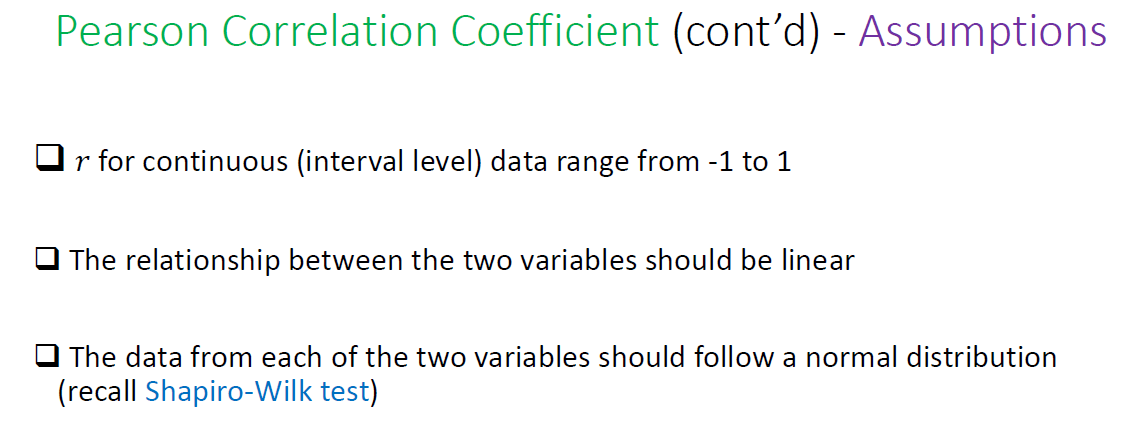 Pearson Correlation Coefficient (cont’d) - Assumptions
❑ r for continuous (interval level) data range from -1 to 1
❑ The relationship between the two variables should be linear
❑ The data from each of the two variables should follow a normal distribution
(recall Shapiro-Wilk test)